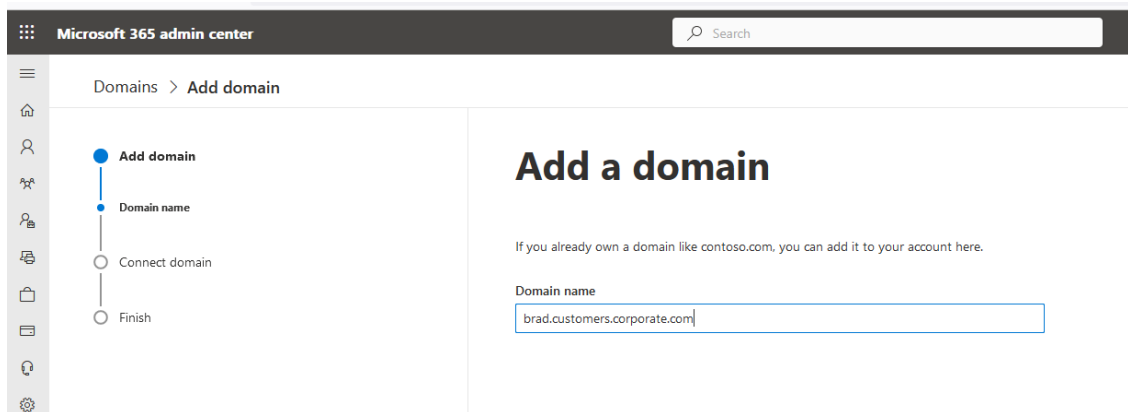 Microsoft 365 admin center
Search
Domains > Add domain
Add domain
Domain name
Connect domain
Finish
Add a domain
If you already own a domain like contoso.com, you can add it to your account here.
Domain name
brad.customers.corporate.com